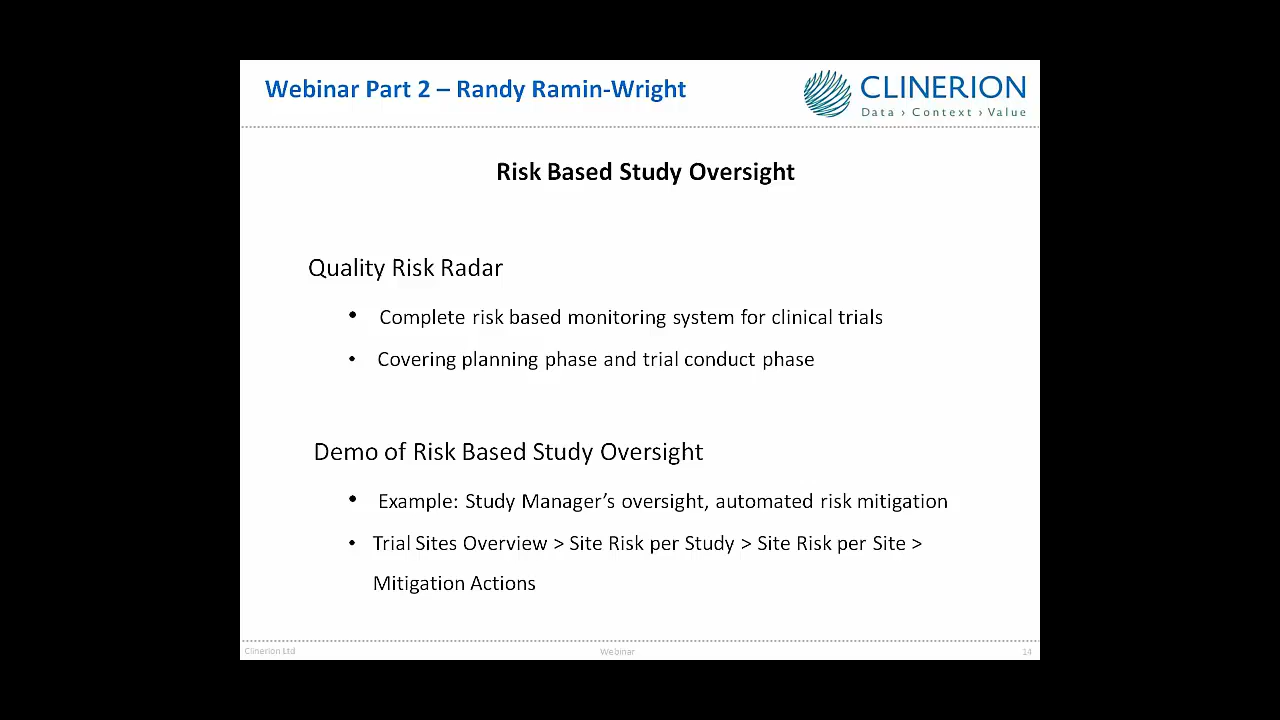 Webinar Part 2 – Randy Ramin-Wright
CLINERION
Data › Context › Value
Risk Based Study Oversight
Quality Risk Radar
• Complete risk based monitoring system for clinical trials
• Covering planning phase and trial conduct phase
Demo of Risk Based Study Oversight
• Example: Study Manager’s oversight, automated risk mitigation
• Trial Sites Overview > Site Risk per Study > Site Risk per Site >
Mitigation Actions
Clinerion Ltd
Webinar
14